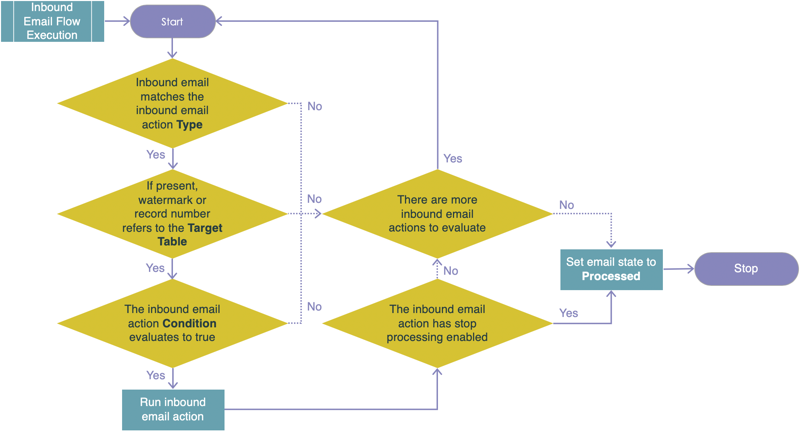 Inbound
Email Flow
Execution
Start
Inbound email
matches the
inbound email
action Type
No
Yes
If present,
watermark or
record number
refers to the Target
Table
No
Yes
The inbound email
action Condition
evaluates to true
No
Yes
Run inbound
email action
Yes
There are more
inbound email
actions to evaluate
No
No
The inbound email
action has stop
processing enabled
Yes
Set email state to
Processed
Stop